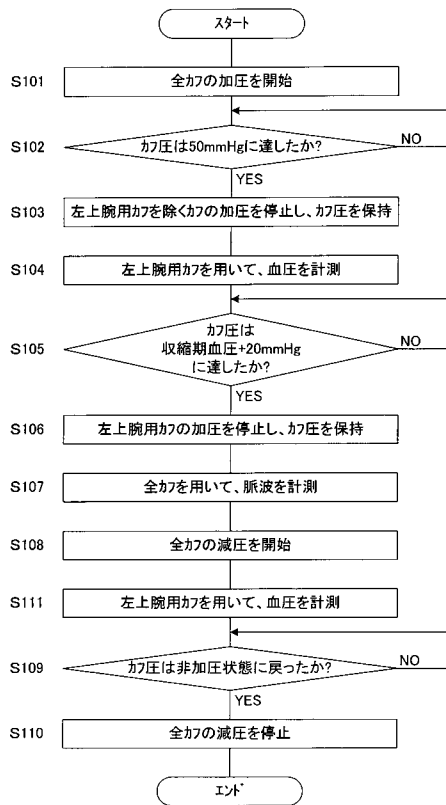 スタート
S101 全カフの加圧を開始
S102 カフ圧は50mmHgに達したか? NO
YES
S103 左上腕用カフを除くカフの加圧を停止し、カフ圧を保持
S104 左上腕用カフを用いて、血圧を計測
カフ圧は
S105 収縮期血圧+20mmHg NO
に達したか?
YES
S106 左上腕用カフの加圧を停止し、カフ圧を保持
S107 全カフを用いて、脈波を計測
S108 全カフの減圧を開始
S111 左上腕用カフを用いて、血圧を計測
S109 カフ圧は非加圧状態に戻ったか? NO
YES
S110 全カフの減圧を停止
エンド